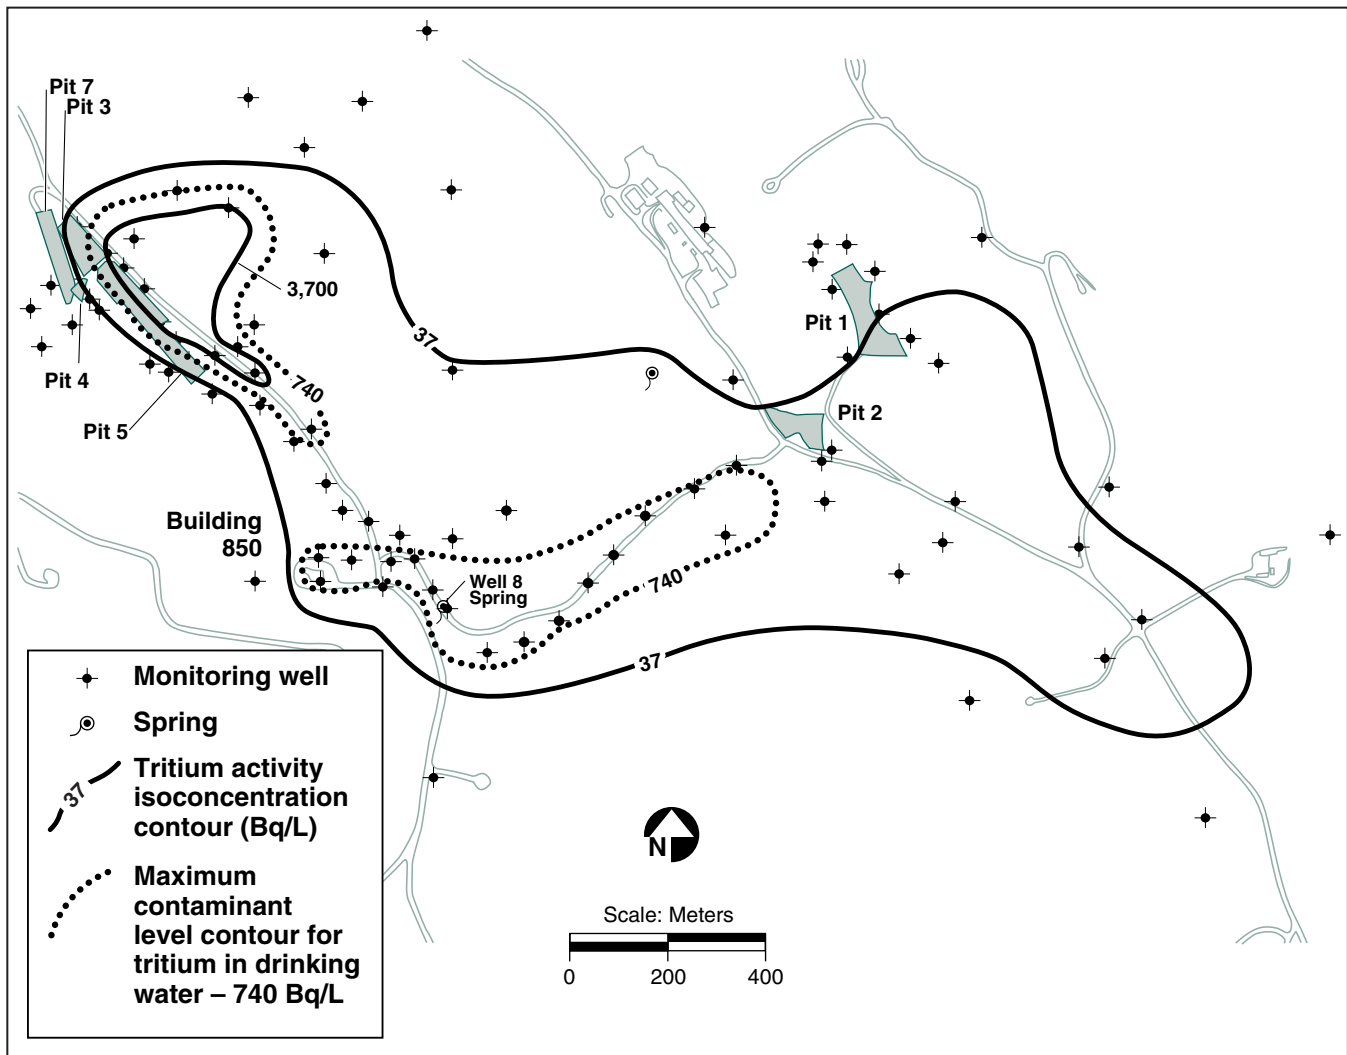 Pit 7
Pit 3
3,700
37
Pit 1
Pit 4
740
Pit 2
Pit 5
Building
850
Well 8
Spring
740
37
Monitoring well
Spring
37
Tritium activity
isoconcentration
contour (Bq/L)
Maximum
contaminant
level contour for
tritium in drinking
water – 740 Bq/L
N
Scale: Meters
0 200 400